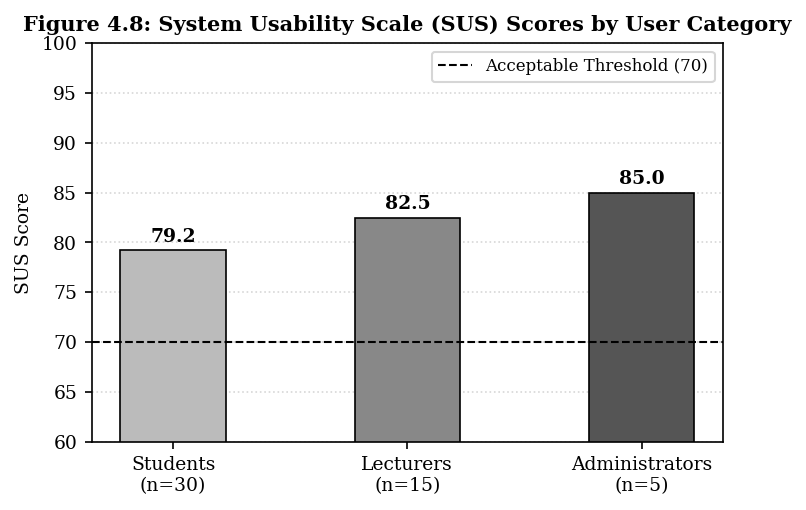 Figure 4.8: System Usability Scale (SUS) Scores by User Category
Acceptable Threshold (70)
SUS Score
100
95
90
85
80
75
70
65
60
79.2
82.5
85.0
Students
(n=30)
Lecturers
(n=15)
Administrators
(n=5)